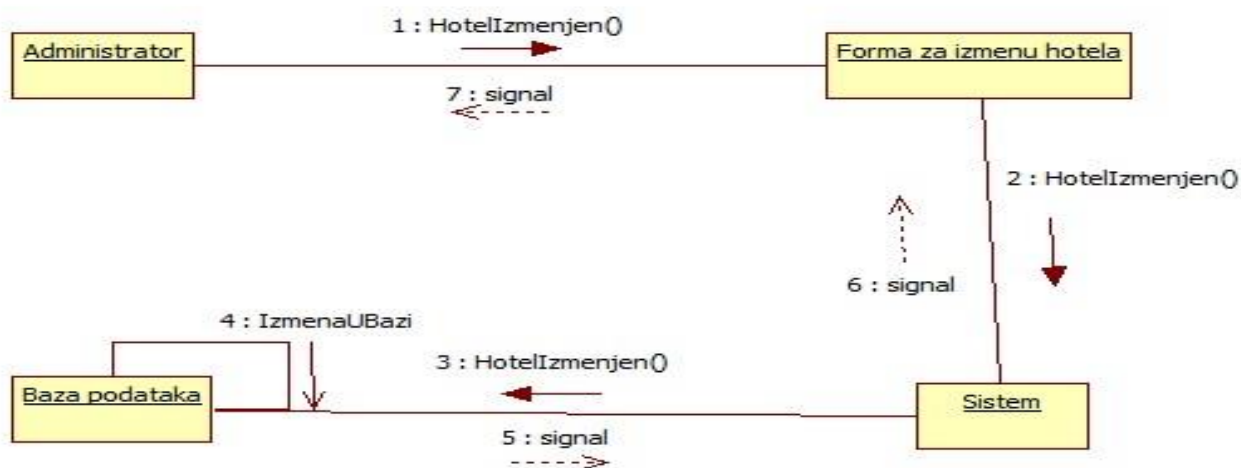 1 : HotelIzmenjen()
Administrator
Forma za izmenu hotela
7 : signal
2 : HotelIzmenjen()
6 : signal
4 : IzmenaUBazi
3 : HotelIzmenjen()
Baza podataka
Sistem
5 : signal